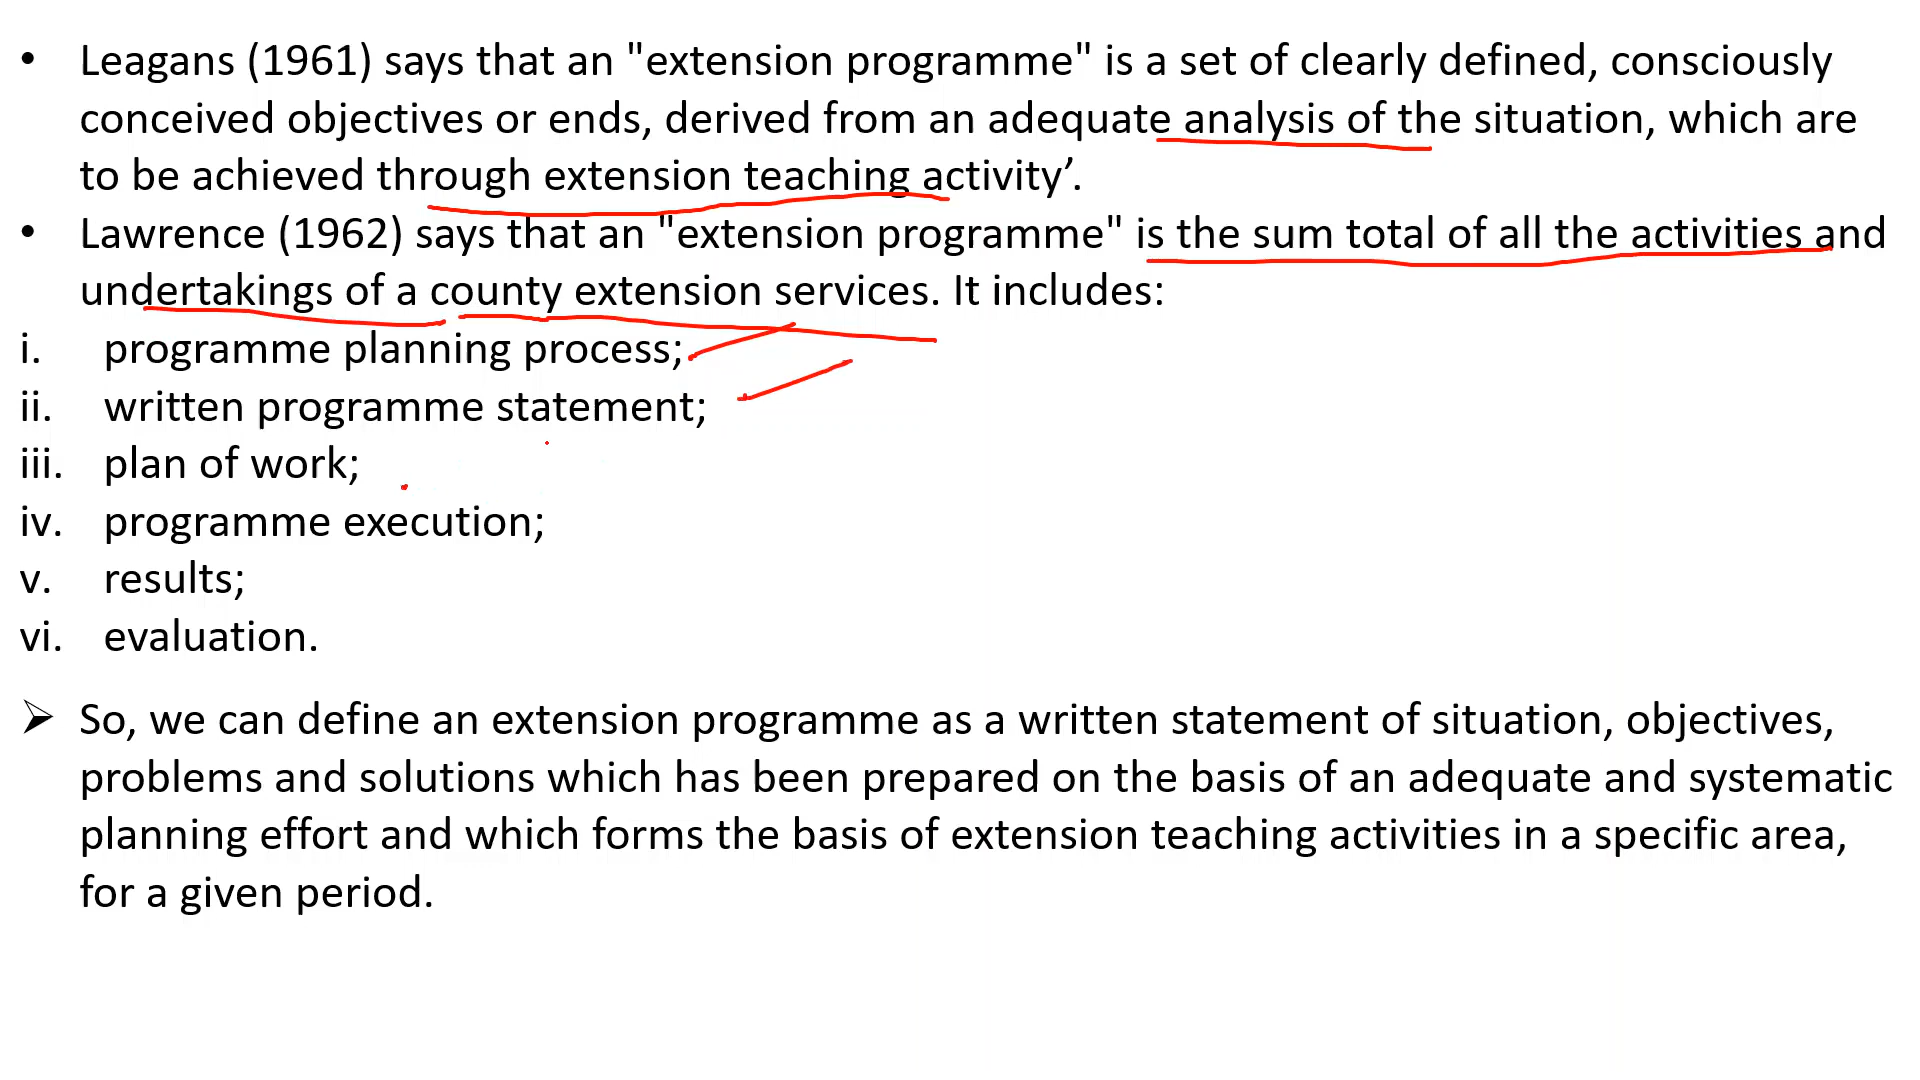 • Leagans (1961) says that an "extension programme" is a set of clearly defined, consciously
conceived objectives or ends, derived from an adequate analysis of the situation, which are
to be achieved through extension teaching activity’.
• Lawrence (1962) says that an "extension programme" is the sum total of all the activities and
undertakings of a county extension services. It includes:
i. programme planning process;
ii. written programme statement;
iii. plan of work;
iv. programme execution;
v. results;
vi. evaluation.
➢ So, we can define an extension programme as a written statement of situation, objectives,
problems and solutions which has been prepared on the basis of an adequate and systematic
planning effort and which forms the basis of extension teaching activities in a specific area,
for a given period.